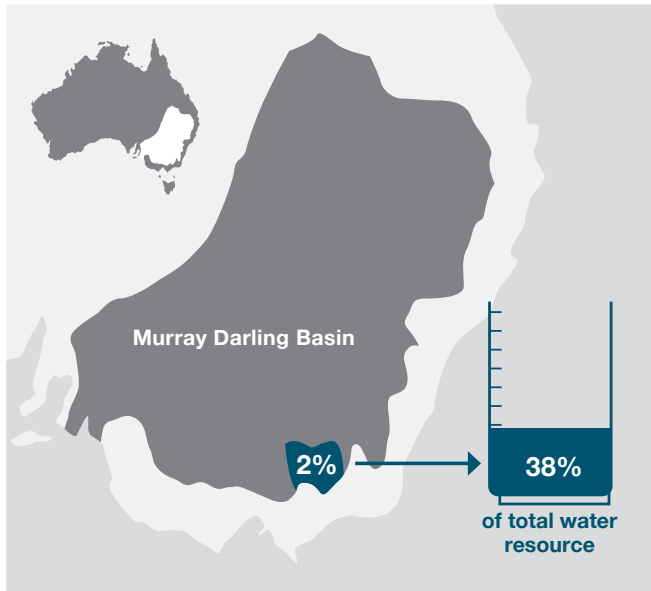 Murray Darling Basin
2%
38%
of total water
resource